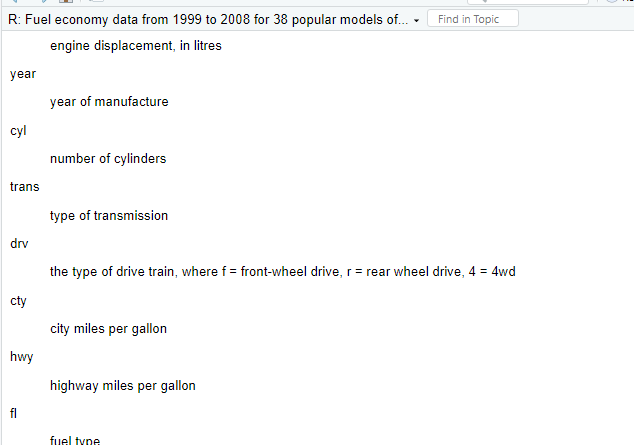 R: Fuel economy data from 1999 to 2008 for 38 popular models of...
Find in Topic
engine displacement, in litres
year
year of manufacture
cyl
number of cylinders
trans
type of transmission
drv
the type of drive train, where f = front-wheel drive, r = rear wheel drive, 4 = 4wd
cty
city miles per gallon
hwy
highway miles per gallon
fl
fuel type